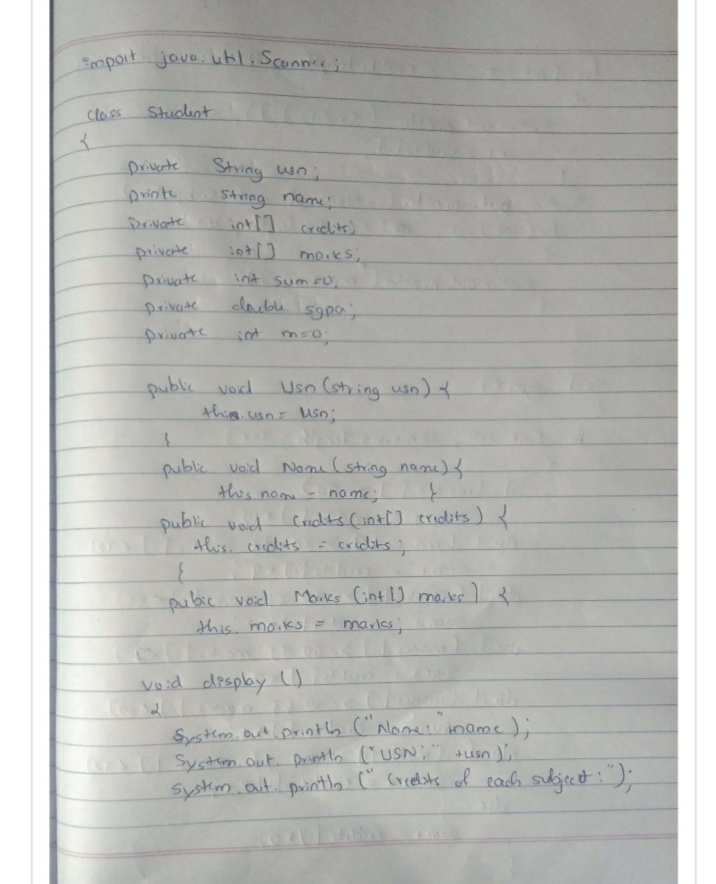 import java.util.Scanner;
class Student
{
private String usn;
private string name;
private int[] credits;
private int[] marks;
private int sum=0;
private double sgpa;
private int m=0;
public void Usn(string usn) {
this.usn = usn;
}
public void Name(string name) {
this name = name; }
public void Credits(int[] credits) {
this. credits = credits;
{
pubic void Marks (int[] marks] {
this. marks = marks;
void display ()
{
System.out.println ("Name:" name);
System.out. println ("USN:" +usn);
System.out. println (" Credits of each subject:");